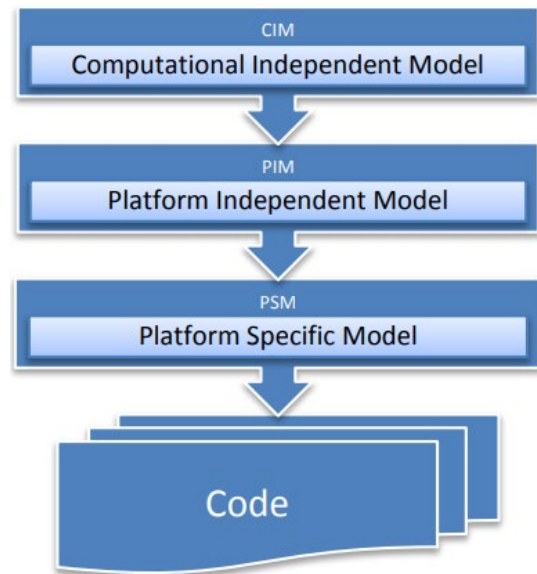 CIM
Computational Independent Model
PIM
Platform Independent Model
PSM
Platform Specific Model
Code